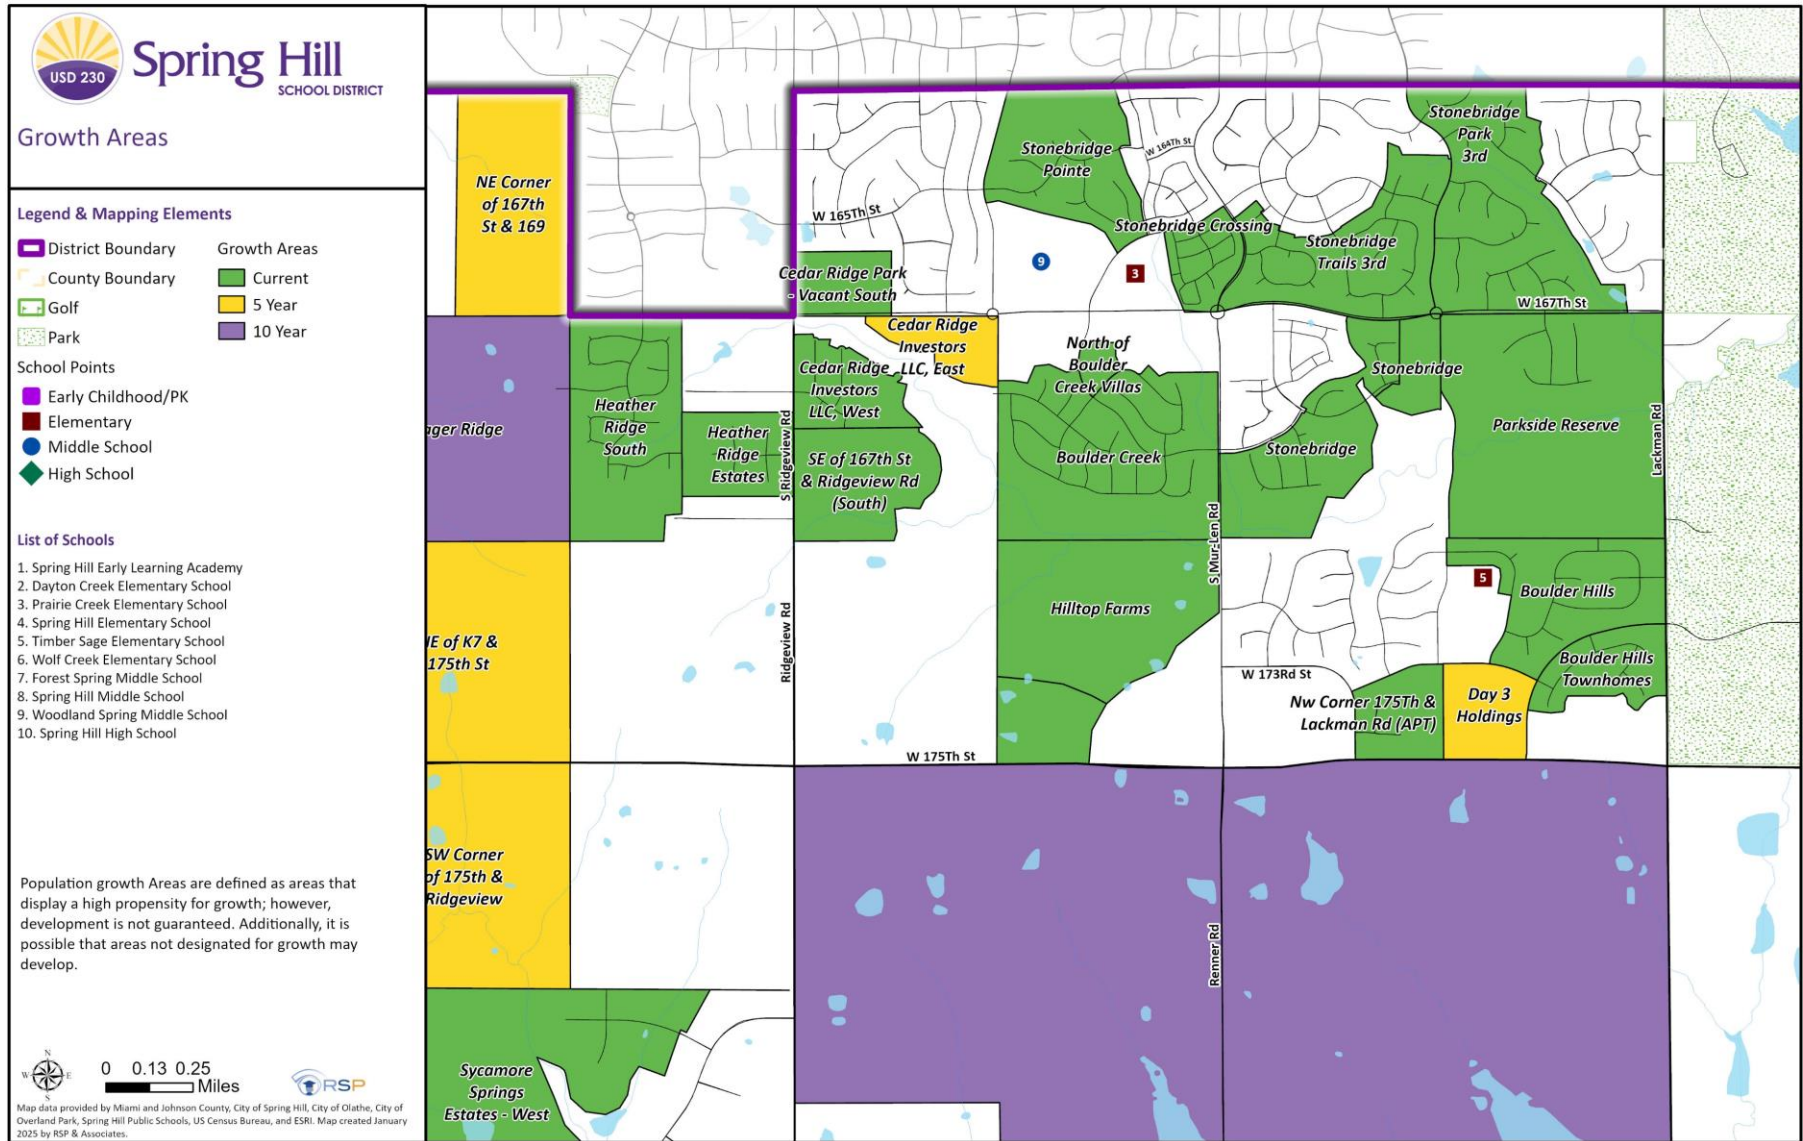 USD 230
Spring Hill
SCHOOL DISTRICT
Growth Areas
Legend & Mapping Elements
District Boundary
County Boundary
Golf
Park
Growth Areas
Current
5 Year
10 Year
School Points
Early Childhood/PK
Elementary
Middle School
High School
List of Schools
1. Spring Hill Early Learning Academy
2. Dayton Creek Elementary School
3. Prairie Creek Elementary School
4. Spring Hill Elementary School
5. Timber Sage Elementary School
6. Wolf Creek Elementary School
7. Forest Spring Middle School
8. Spring Hill Middle School
9. Woodland Spring Middle School
10. Spring Hill High School
Population growth Areas are defined as areas that
display a high propensity for growth; however,
development is not guaranteed. Additionally, it is
possible that areas not designated for growth may
develop.
N
W
E
S
0 0.13 0.25
Miles
RSP
Map data provided by Miami and Johnson County, City of Spring Hill, City of Olathe, City of
Overland Park, Spring Hill Public Schools, US Census Bureau, and ESRI. Map created January
2025 by RSP & Associates.
NE Corner
of 167th
St & 169
Stonebridge
Pointe
W 164Th St
Stonebridge
Park
3rd
W 165Th St
Stonebridge Crossing
Stonebridge
Trails 3rd
9
3
Cedar Ridge Park
- Vacant South
W 167Th St
Cedar Ridge
Investors
LLC, East
North of
Boulder
Creek Villas
Cedar Ridge
Investors
LLC, West
Stonebridge
ager Ridge
Heather
Ridge
South
Heather
Ridge
Estates
S Ridgeview Rd
SE of 167th St
& Ridgeview Rd
(South)
Boulder Creek
Stonebridge
Parkside Reserve
Lackman Rd
S Mur-Len Rd
Hilltop Farms
5
Boulder Hills
Ridgeview Rd
IE of K7 &
175th St
W 173Rd St
Boulder Hills
Townhomes
Nw Corner 175Th &
Lackman Rd (APT)
Day 3
Holdings
W 175Th St
SW Corner
of 175th &
Ridgeview
Renner Rd
Sycamore
Springs
Estates - West